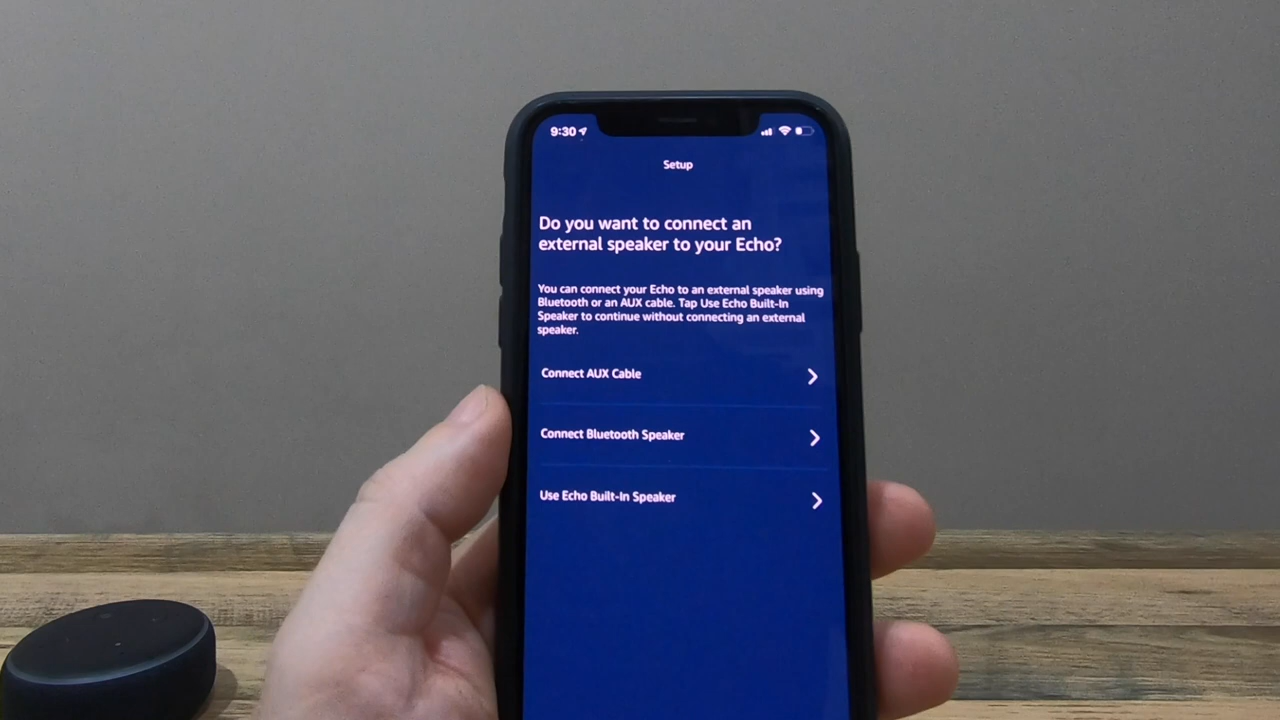 9:30
Setup
Do you want to connect an
external speaker to your Echo?
You can connect your Echo to an external speaker using
Bluetooth or an AUX cable. Tap Use Echo Built-In
Speaker to continue without connecting an external
speaker.
Connect AUX Cable
Connect Bluetooth Speaker
Use Echo Built-In Speaker